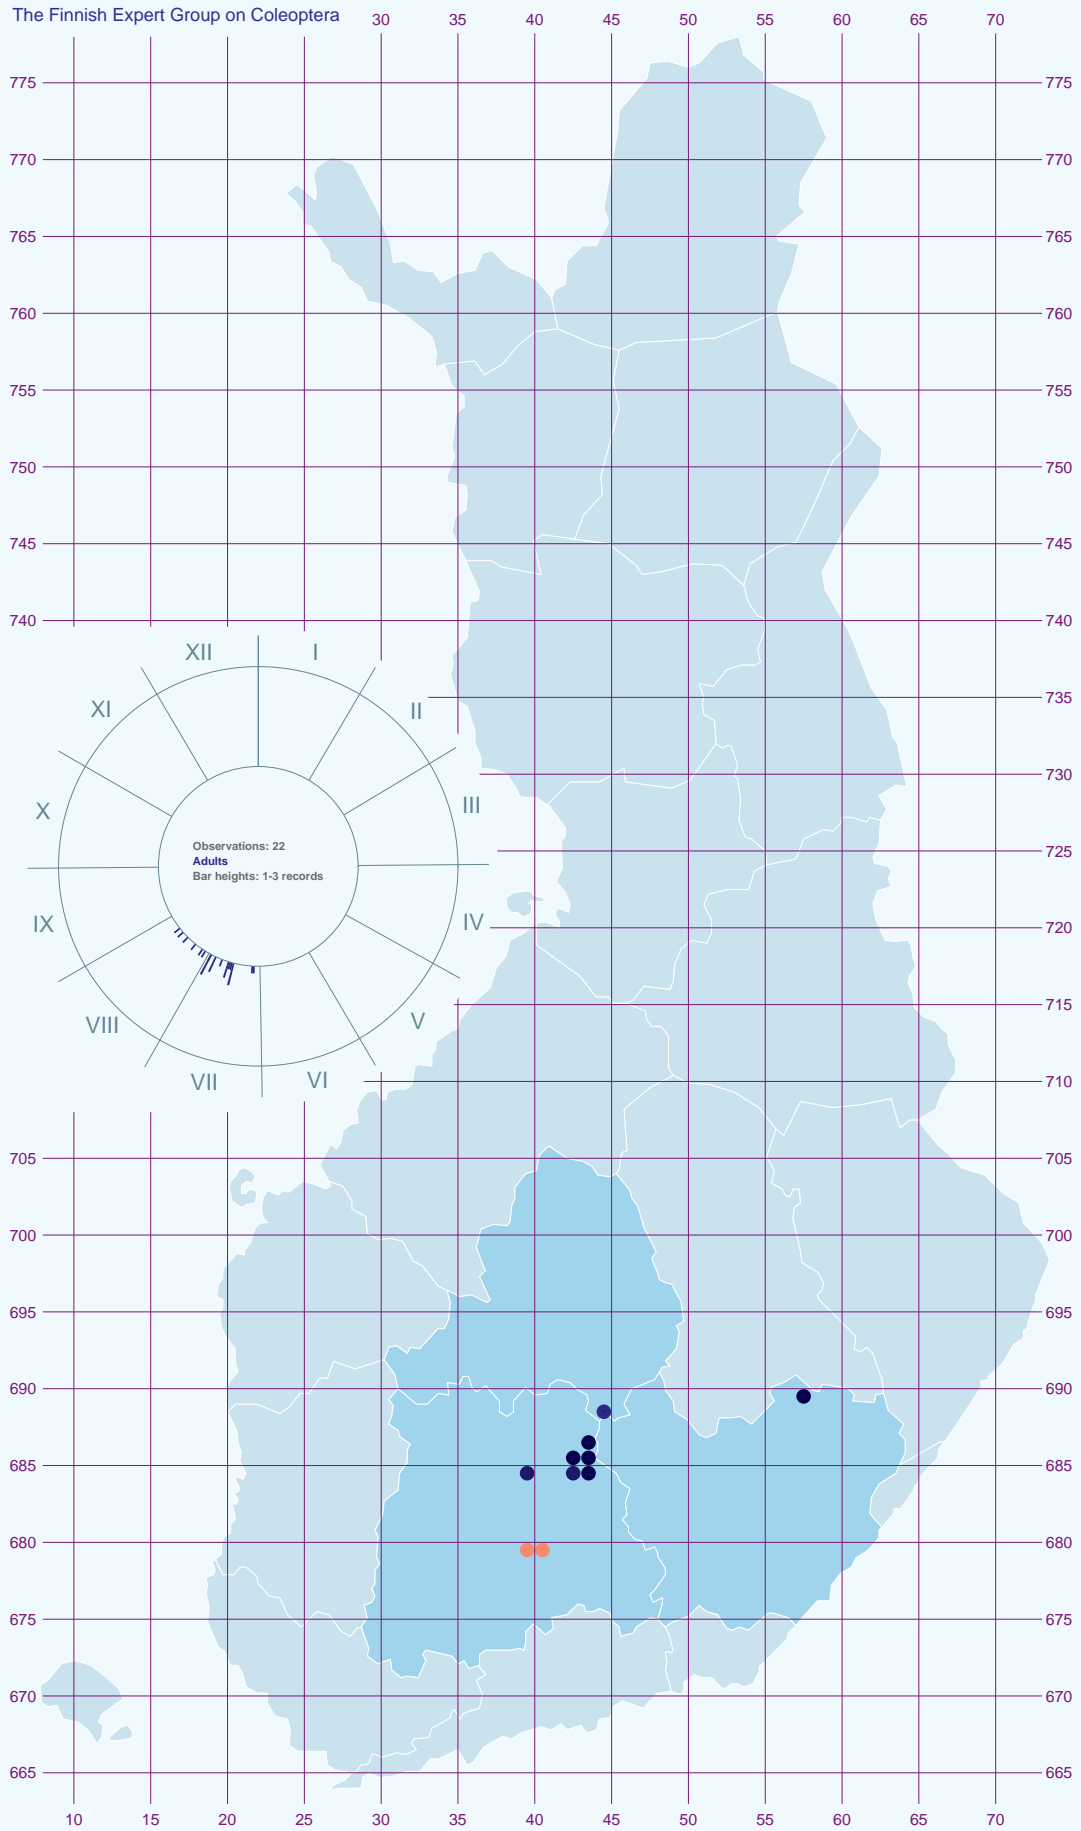 The Finnish Expert Group on Coleoptera 30 35 40 45 50 55 60 65 70
775 775
770 770
765 765
760 760
755 755
750 750
745 745
740 740
XII I
XI II
735
730
X III
725
Observations: 22
Adults
Bar heights: 1-3 records
IX IV 720
715
VIII V
VII VI 710
705 705
700 700
695 695
690 690
685 685
680 680
675 675
670 670
665 665
10 15 20 25 30 35 40 45 50 55 60 65 70